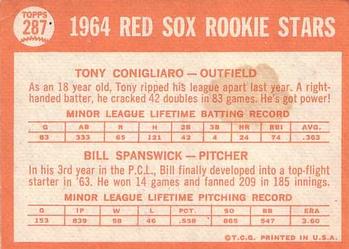 TOPPS
287
1964 RED SOX ROOKIE STARS
TONY CONIGLIARO—OUTFIELD
As an 18 year old, Tony ripped his league apart last year. A right-
handed batter, he cracked 42 doubles in 83 games. He's got power!
MINOR LEAGUE LIFETIME BATTING RECORD
G AB R H 2B 3B HR RBI AVG.
83 333 65 121 42 4 24 74 .363
BILL SPANSWICK—PITCHER
In his 3rd year in the P.C.L., Bill finally developed into a top-flight
starter in '63. He won 14 games and fanned 209 in 185 innings.
MINOR LEAGUE LIFETIME PITCHING RECORD
G IP W L PCT. SO BB R ERA
153 839 58 46 .558 865 547 3.60
©T.C.G. PRINTED IN U.S.A.